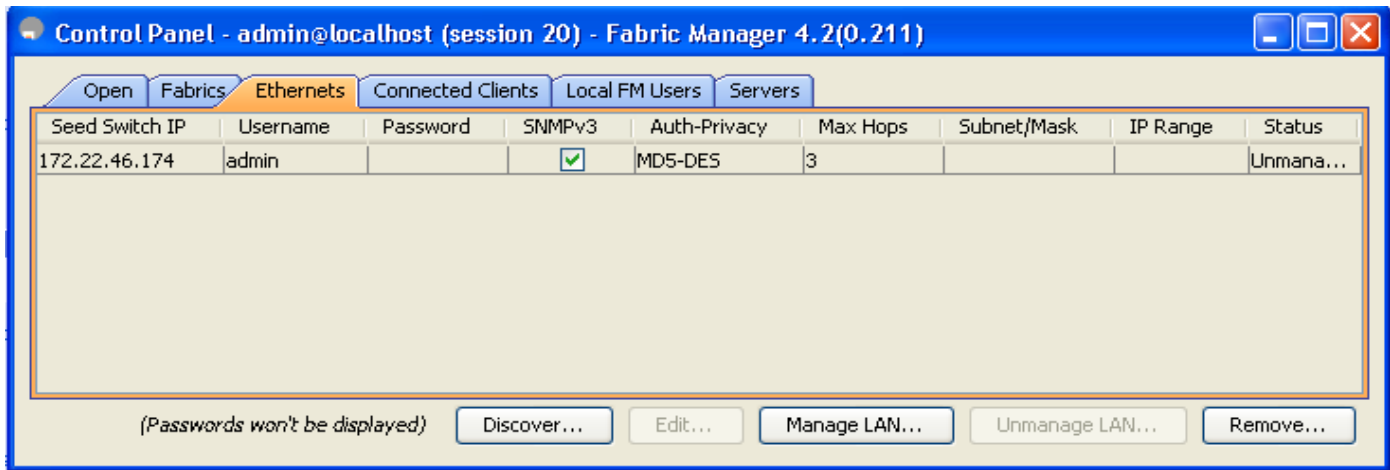 Control Panel - admin@localhost (session 20) - Fabric Manager 4.2(0.211)
Open Fabrics Ethernets Connected Clients Local FM Users Servers
Seed Switch IP Username Password SNMPv3 Auth-Privacy Max Hops Subnet/Mask IP Range Status
172.22.46.174 admin MD5-DES 3 Unmana...
(Passwords won't be displayed) Discover... Edit... Manage LAN... Unmanage LAN... Remove...